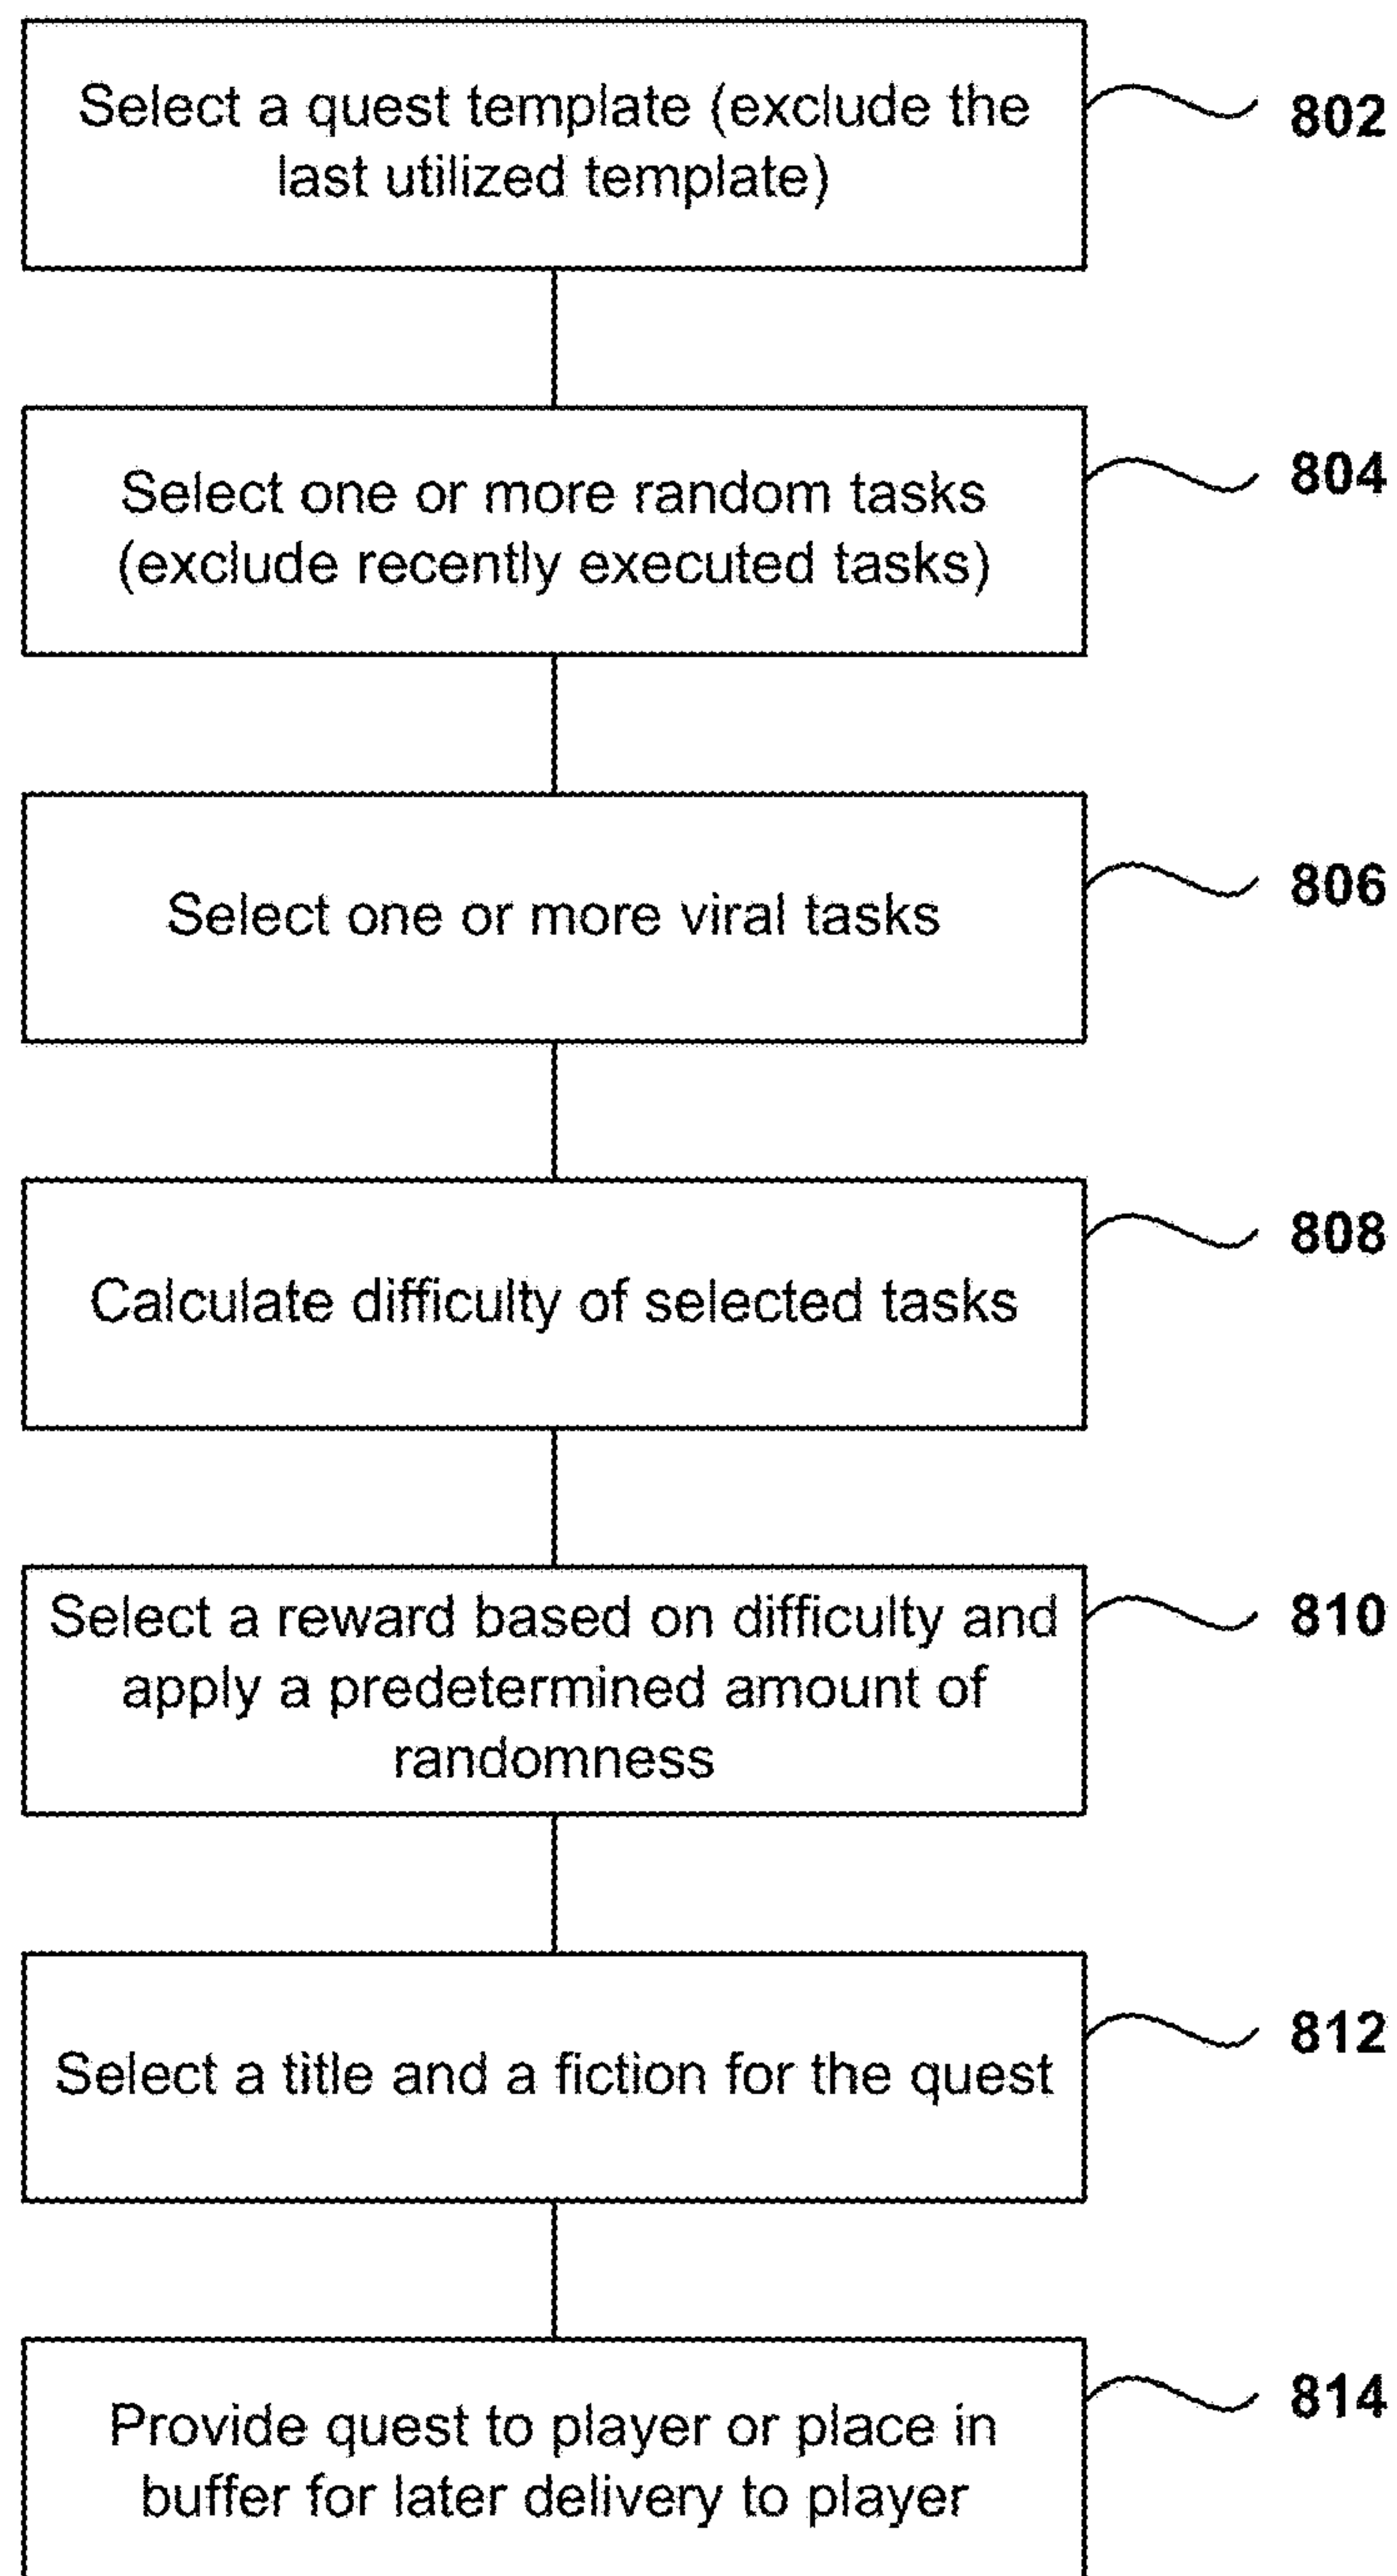 Select a quest template (exclude the
last utilized template)
802
Select one or more random tasks
(exclude recently executed tasks)
804
Select one or more viral tasks
806
Calculate difficulty of selected tasks
808
Select a reward based on difficulty and
apply a predetermined amount of
randomness
810
Select a title and a fiction for the quest
812
Provide quest to player or place in
buffer for later delivery to player
814